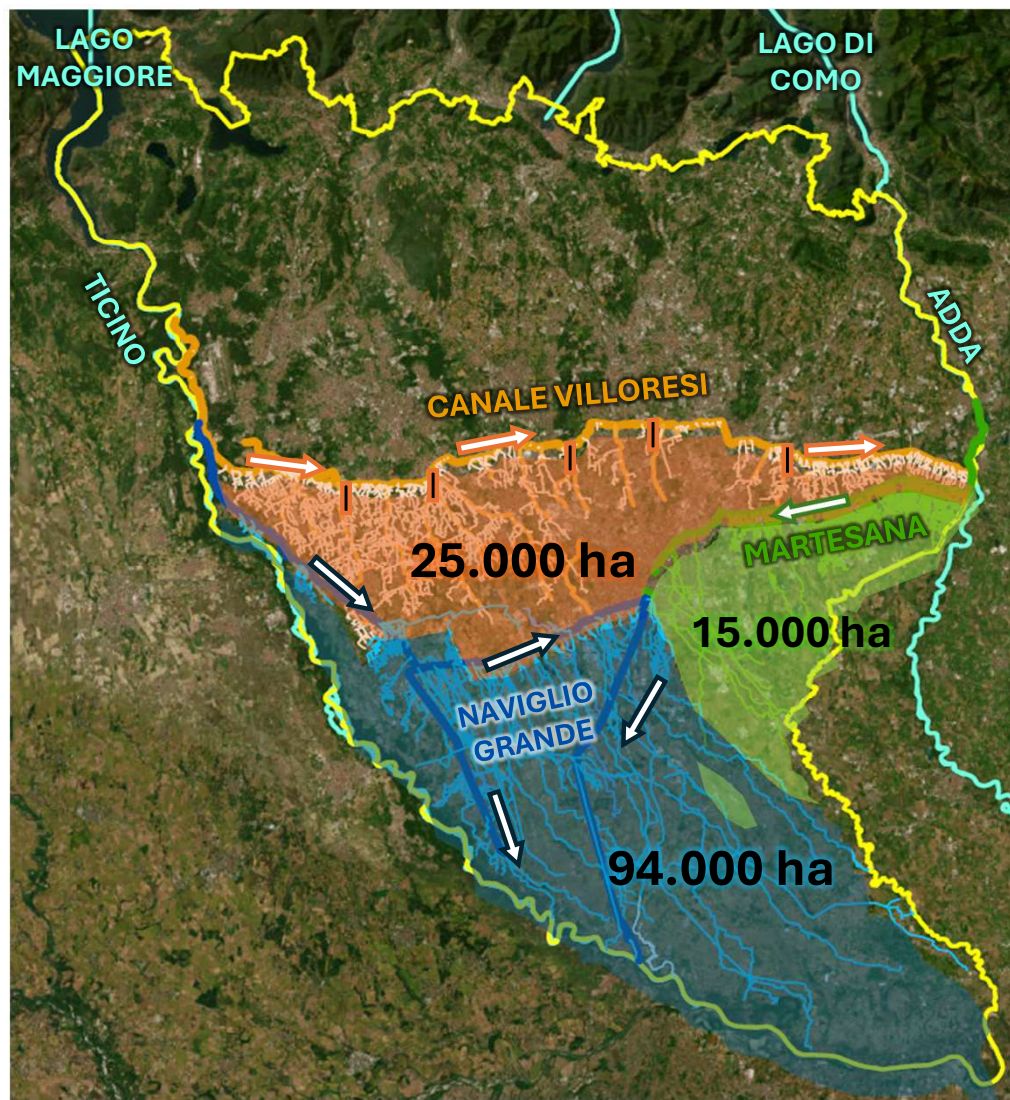 LAGO
MAGGIORE
LAGO DI
COMO
TICINO
ADDA
CANALE VILLORESI
MARTESANA
25.000 ha
15.000 ha
NAVIGLIO
GRANDE
94.000 ha